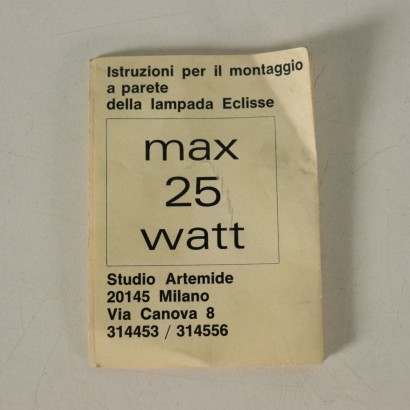 Istruzioni per il montaggio
a parete
della lampada Eclisse
max
25
watt
Studio Artemide
20145 Milano
Via Canova 8
314453 / 314556